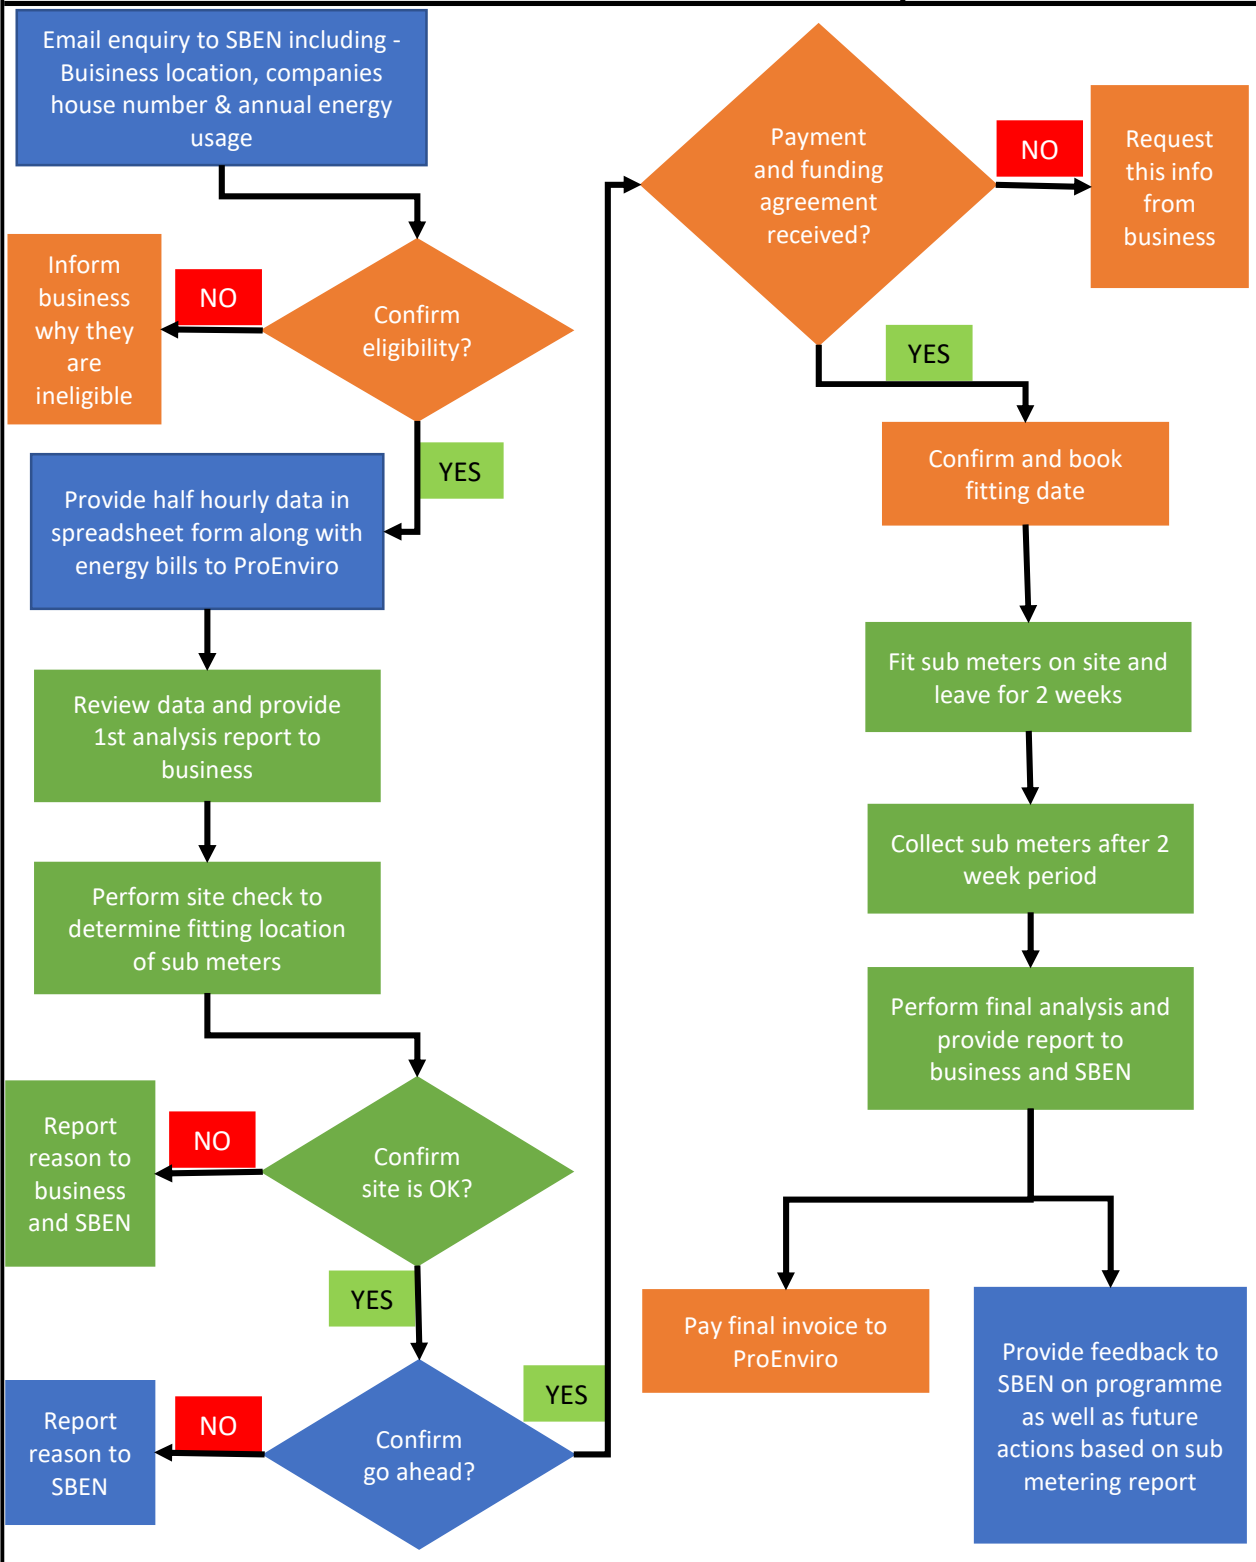 Email enquiry to SBEN including -
Buisiness location, companies
house number & annual energy
usage
Confirm
eligibility?
NO
Inform
business
why they
are
ineligible
YES
Provide half hourly data in
spreadsheet form along with
energy bills to ProEnviro
Review data and provide
1st analysis report to
business
Perform site check to
determine fitting location
of sub meters
Confirm
site is OK?
NO
Report
reason to
business
and SBEN
YES
Confirm
go ahead?
NO
Report
reason to
SBEN
YES
Payment
and funding
agreement
received?
NO
Request
this info
from
business
YES
Confirm and book
fitting date
Fit sub meters on site and
leave for 2 weeks
Collect sub meters after 2
week period
Perform final analysis and
provide report to
business and SBEN
Pay final invoice to
ProEnviro
Provide feedback to
SBEN on programme
as well as future
actions based on sub
metering report